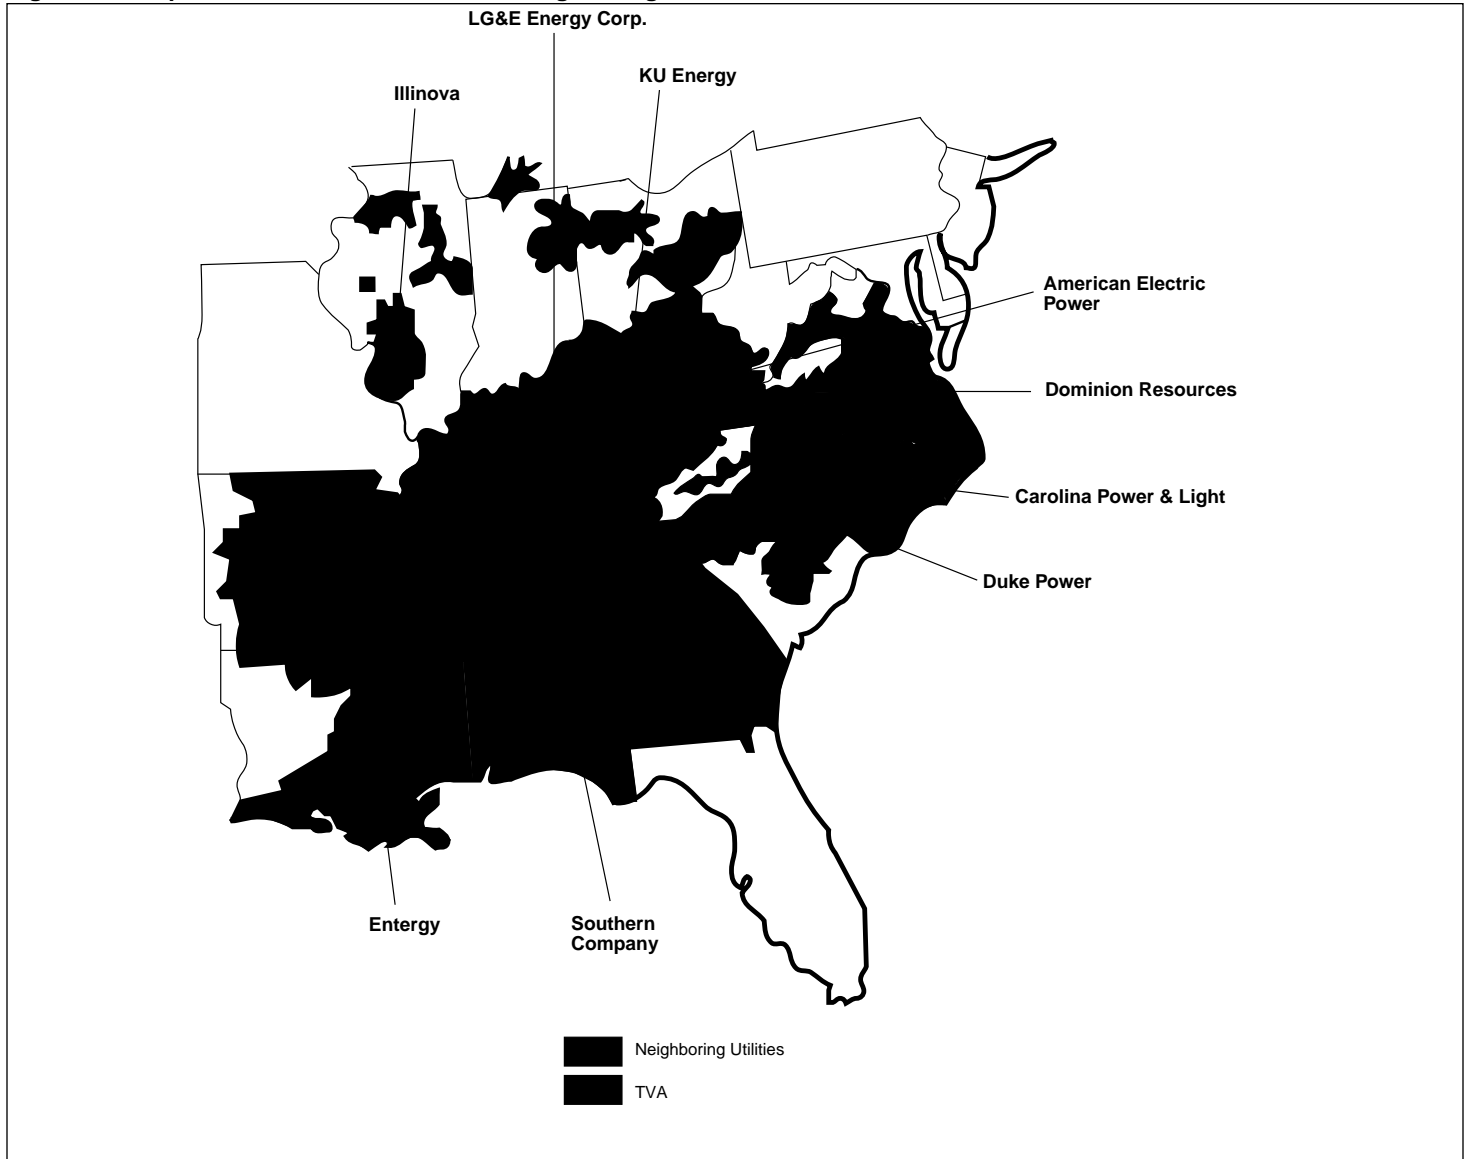 LG&E Energy Corp.
KU Energy
Illinova
American Electric
Power
Dominion Resources
Carolina Power & Light
Duke Power
Entergy
Southern
Company
Neighboring Utilities
TVA